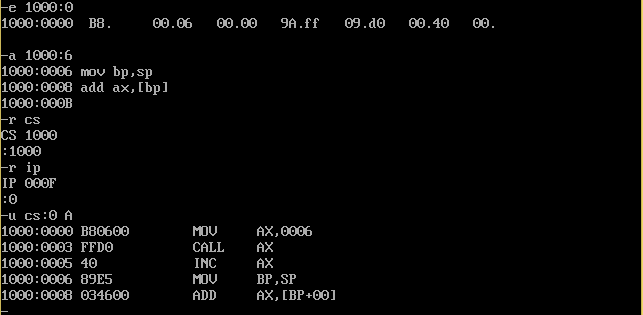 -e 1000:0
1000:0000  B8.    00.06   00.00   9A.ff   09.d0   00.40   00.
-a 1000:6
1000:0006 mov bp,sp
1000:0008 add ax,[bp]
1000:000B
-r cs
CS 1000
:1000
-r ip
IP 000F
:0
-u cs:0 A
1000:0000 B80600        MOV     AX,0006
1000:0003 FFD0          CALL    AX
1000:0005 40            INC     AX
1000:0006 89E5          MOV     BP,SP
1000:0008 034600        ADD     AX,[BP+00]
-